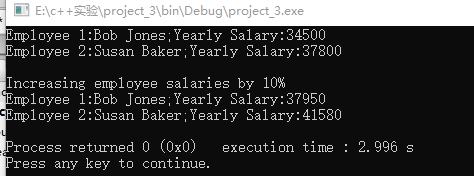 E:\c++实验\project_3\bin\Debug\project_3.exe
Employee 1:Bob Jones;Yearly Salary:34500
Employee 2:Susan Baker;Yearly Salary:37800
Increasing employee salaries by 10%
Employee 1:Bob Jones;Yearly Salary:37950
Employee 2:Susan Baker;Yearly Salary:41580
Process returned 0 (0x0)   execution time : 2.996 s
Press any key to continue.